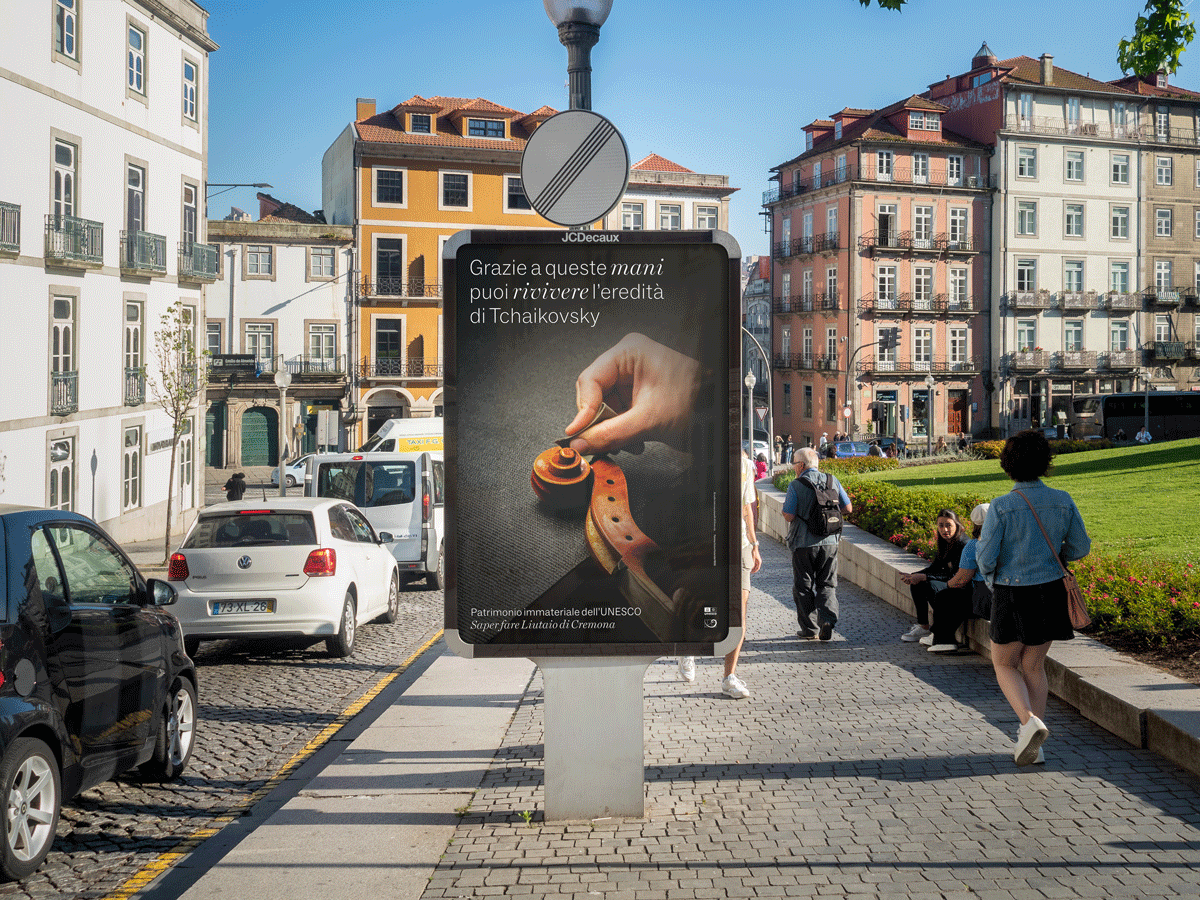 JCDecaux
Grazie a queste mani
puoi rivivere l'eredità
di Tchaikovsky
Patrimonio immateriale dell'UNESCO
Saper fare Liutaio di Cremona
TAXI
73-XL-26